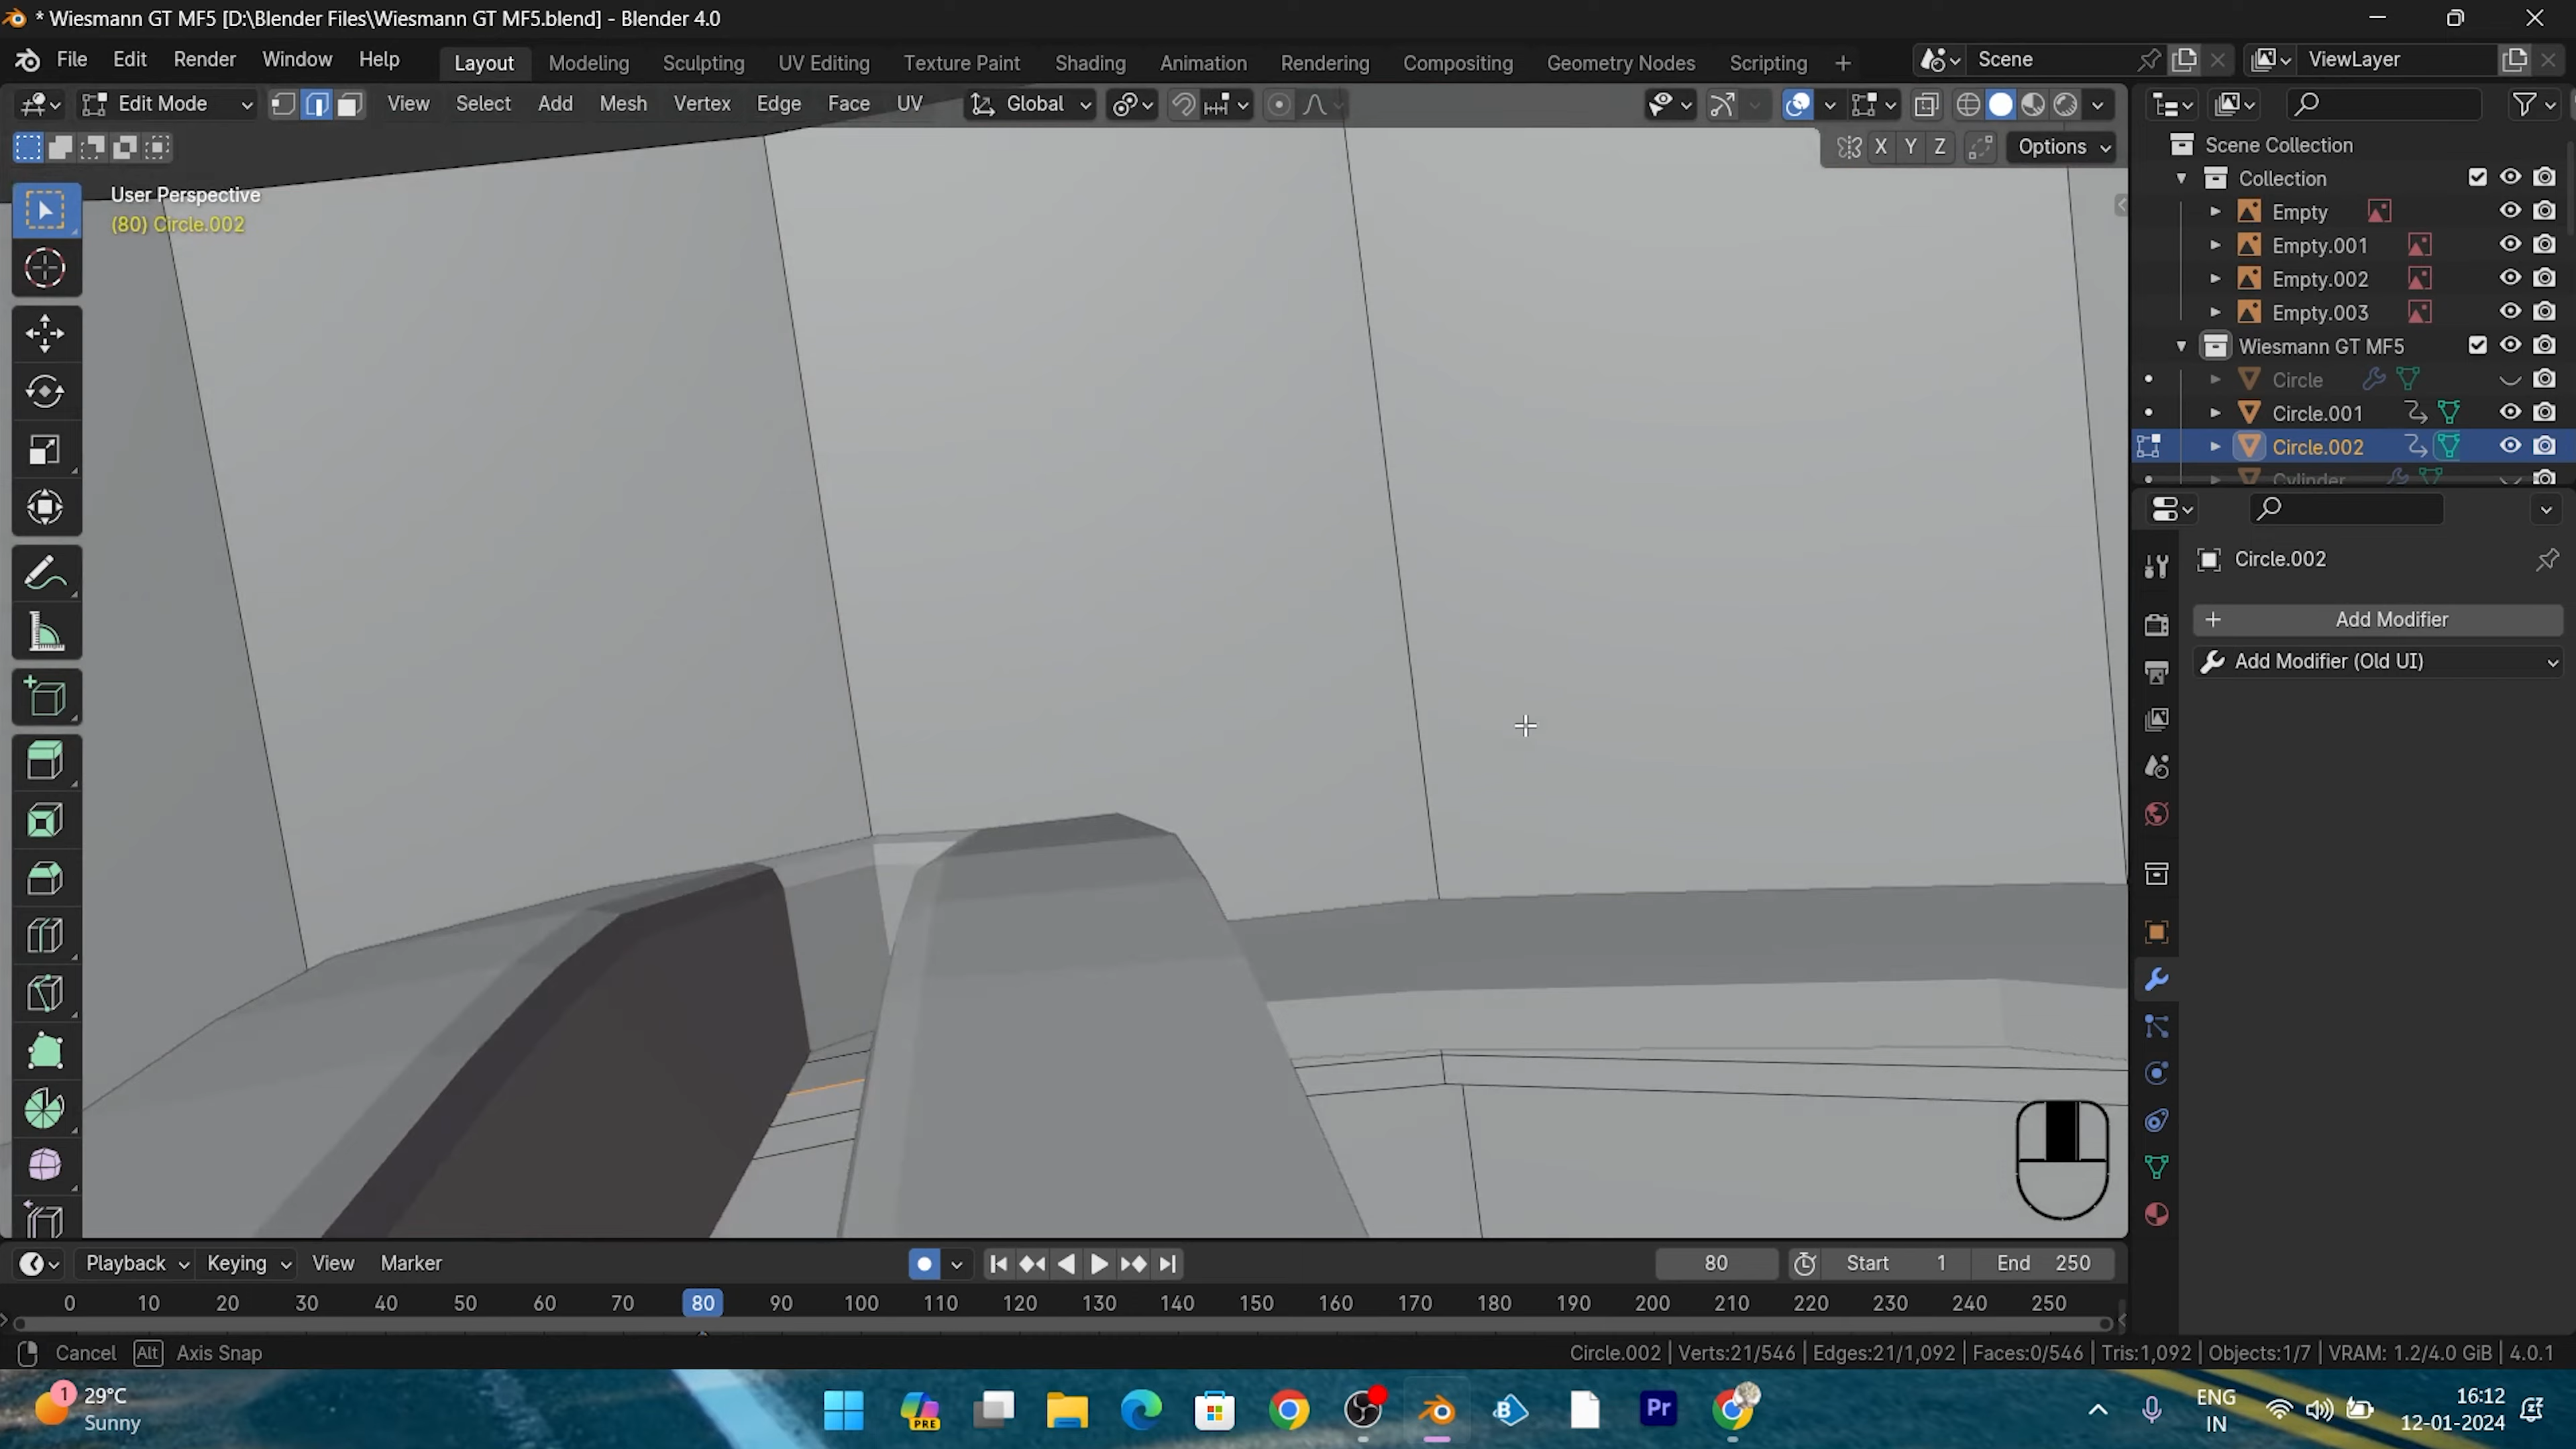 * Wiesmann GT MF5 [D:\Blender Files\Wiesmann GT MF5.blend] - Blender 4.0
File Edit Render Window Help Layout Modeling Sculpting UV Editing Texture Paint Shading Animation Rendering Compositing Geometry Nodes Scripting + Scene ViewLayer
Edit Mode View Select Add Mesh Vertex Edge Face UV Global
X Y Z Options
User Perspective
(80) Circle.002
Scene Collection
Collection
Empty
Empty.001
Empty.002
Empty.003
Wiesmann GT MF5
Circle
Circle.001
Circle.002
Cylinder
Circle.002
+ Add Modifier
Add Modifier (Old UI)
Playback Keying View Marker 80 Start 1 End 250
0 10 20 30 40 50 60 70 80 90 100 110 120 130 140 150 160 170 180 190 200 210 220 230 240 250
Cancel Alt Axis Snap Circle.002 | Verts:21/546 | Edges:21/1,092 | Faces:0/546 | Tris:1,092 | Objects:1/7 | VRAM: 1.2/4.0 GiB | 4.0.1
1 29°C
Sunny
PRE
B
Pr
ENG
IN
16:12
12-01-2024